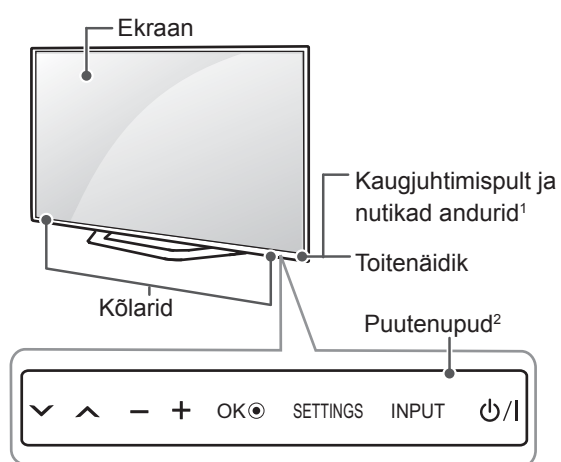 Ekraan
Kaugjuhtimispult ja
nutikad andurid¹
Toitenäidik
Kõlarid
Puutenupud²
OK SETTINGS INPUT ⏻/I